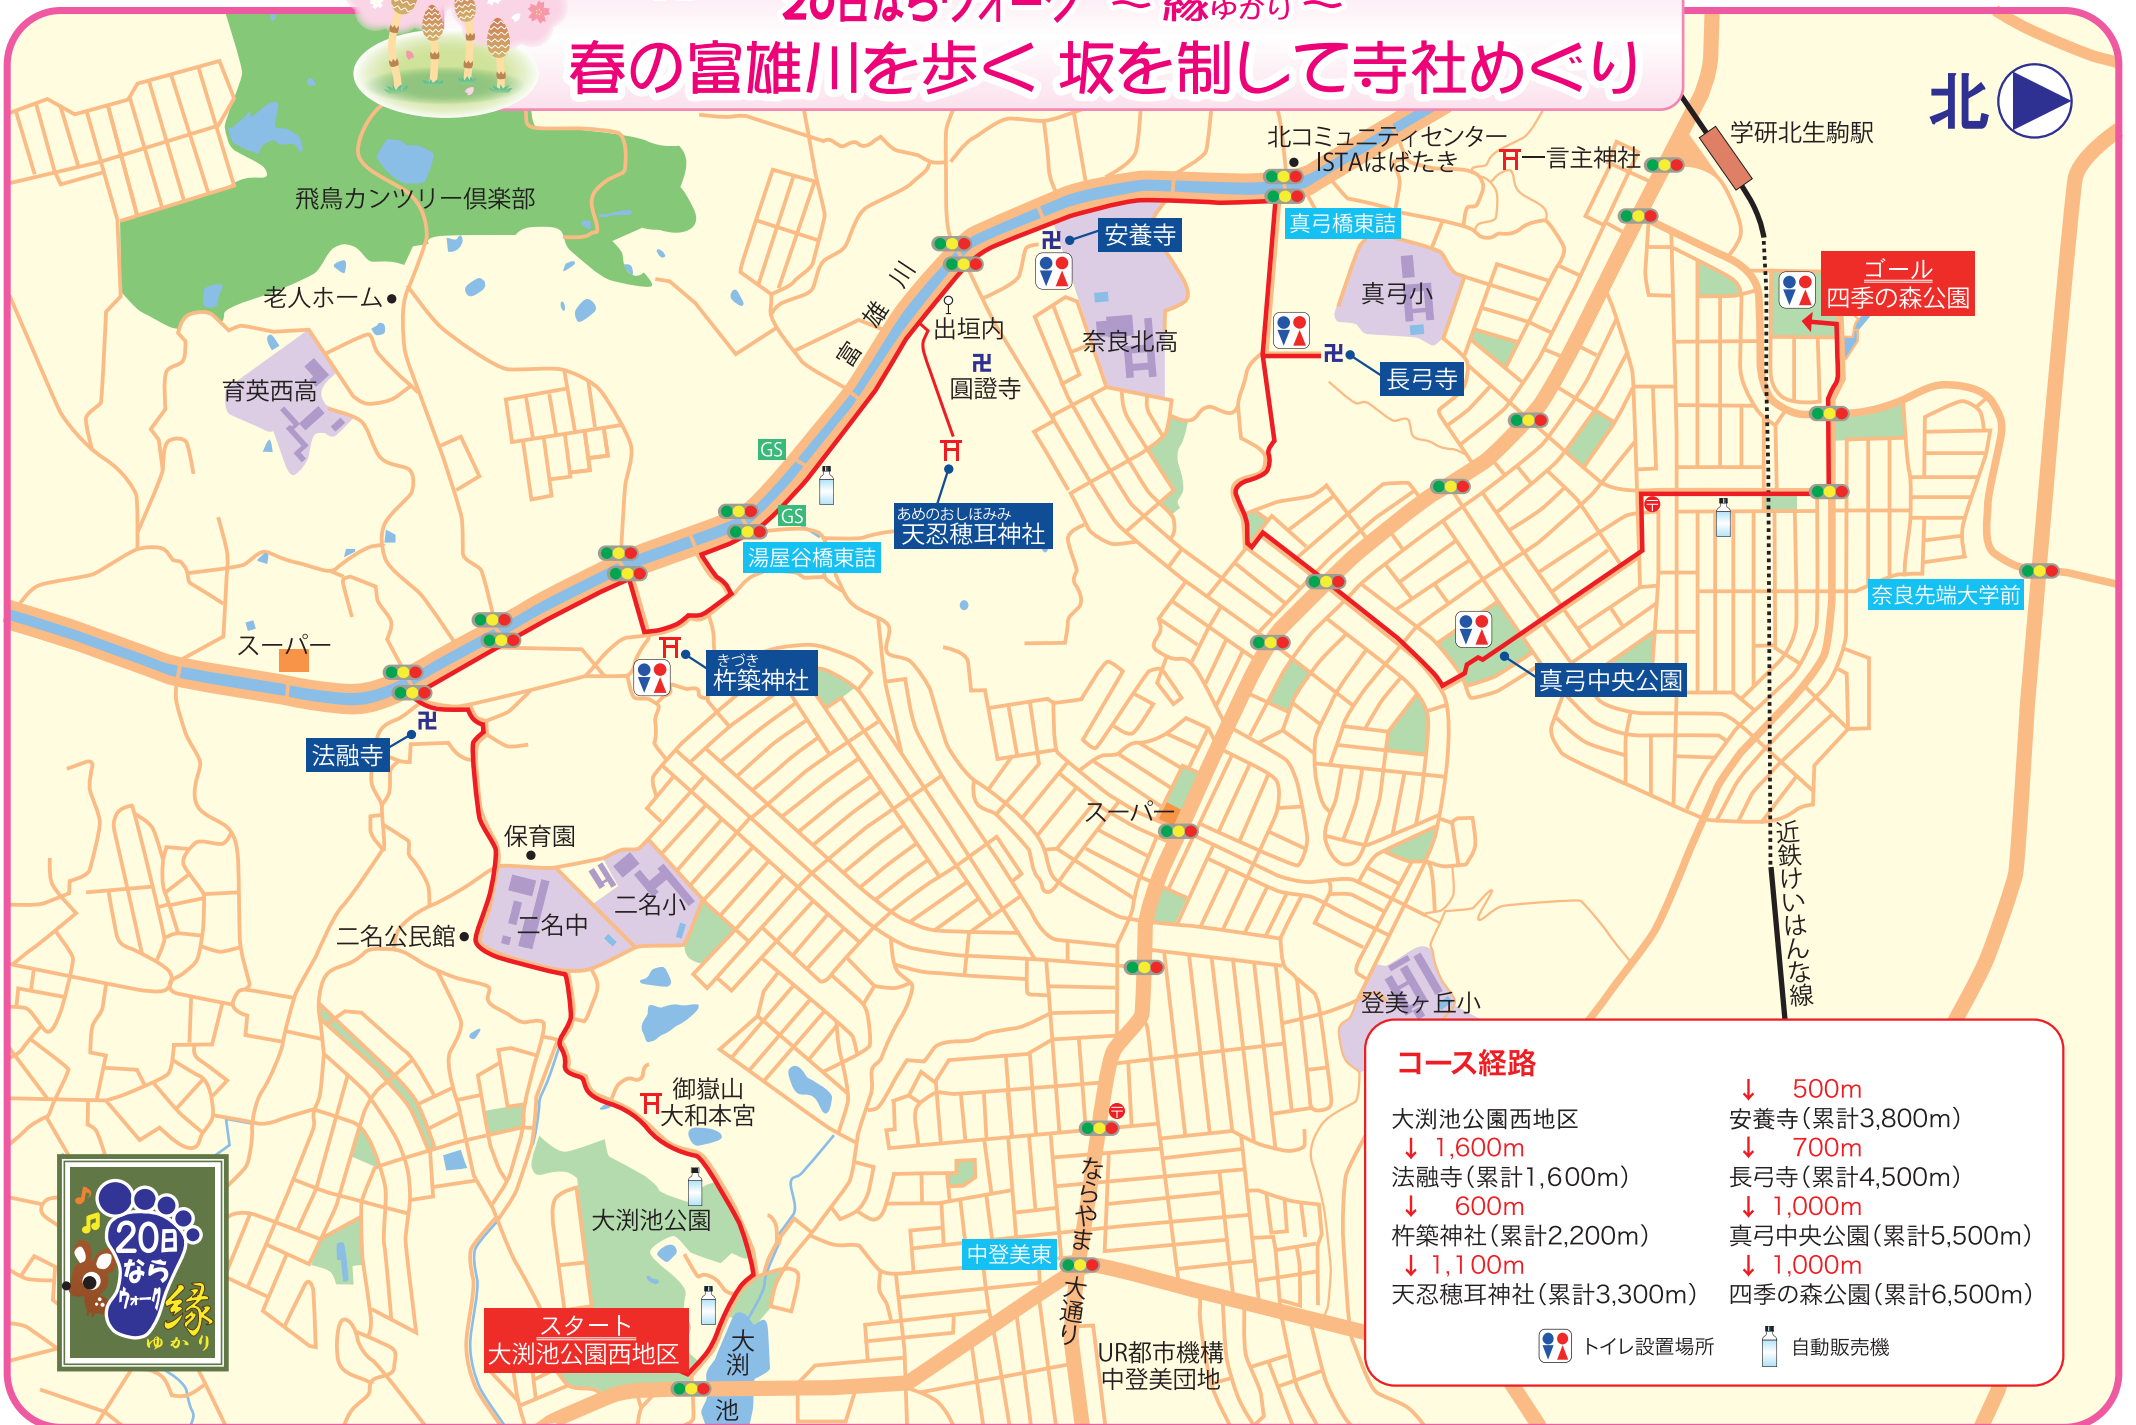 20日ならウォーク ～縁ゆかり～
春の富雄川を歩く 坂を制して寺社めぐり
北
学研北生駒駅
北コミュニティセンター
ISTAはばたき
一言主神社
飛鳥カンツリー倶楽部
真弓橋東詰
安養寺
老人ホーム
富雄川
出垣内
圓證寺
奈良北高
真弓小
長弓寺
ゴール
四季の森公園
育英西高
GS
GS
あめのおしほみみ
天忍穂耳神社
湯屋谷橋東詰
奈良先端大学前
スーパー
きづき
杵築神社
真弓中央公園
法融寺
スーパー
近鉄けいはんな線
保育園
二名小
二名中
二名公民館
登美ヶ丘小
御嶽山
大和本宮
大渕池公園
ならやま大通り
中登美東
スタート
大渕池公園西地区
大渕池
UR都市機構
中登美団地
コース経路
大渕池公園西地区
↓ 1,600m
法融寺(累計1,600m)
↓ 600m
杵築神社(累計2,200m)
↓ 1,100m
天忍穂耳神社(累計3,300m)
↓ 500m
安養寺(累計3,800m)
↓ 700m
長弓寺(累計4,500m)
↓ 1,000m
真弓中央公園(累計5,500m)
↓ 1,000m
四季の森公園(累計6,500m)
トイレ設置場所
自動販売機
20日
なら
ウォーク
縁
ゆかり